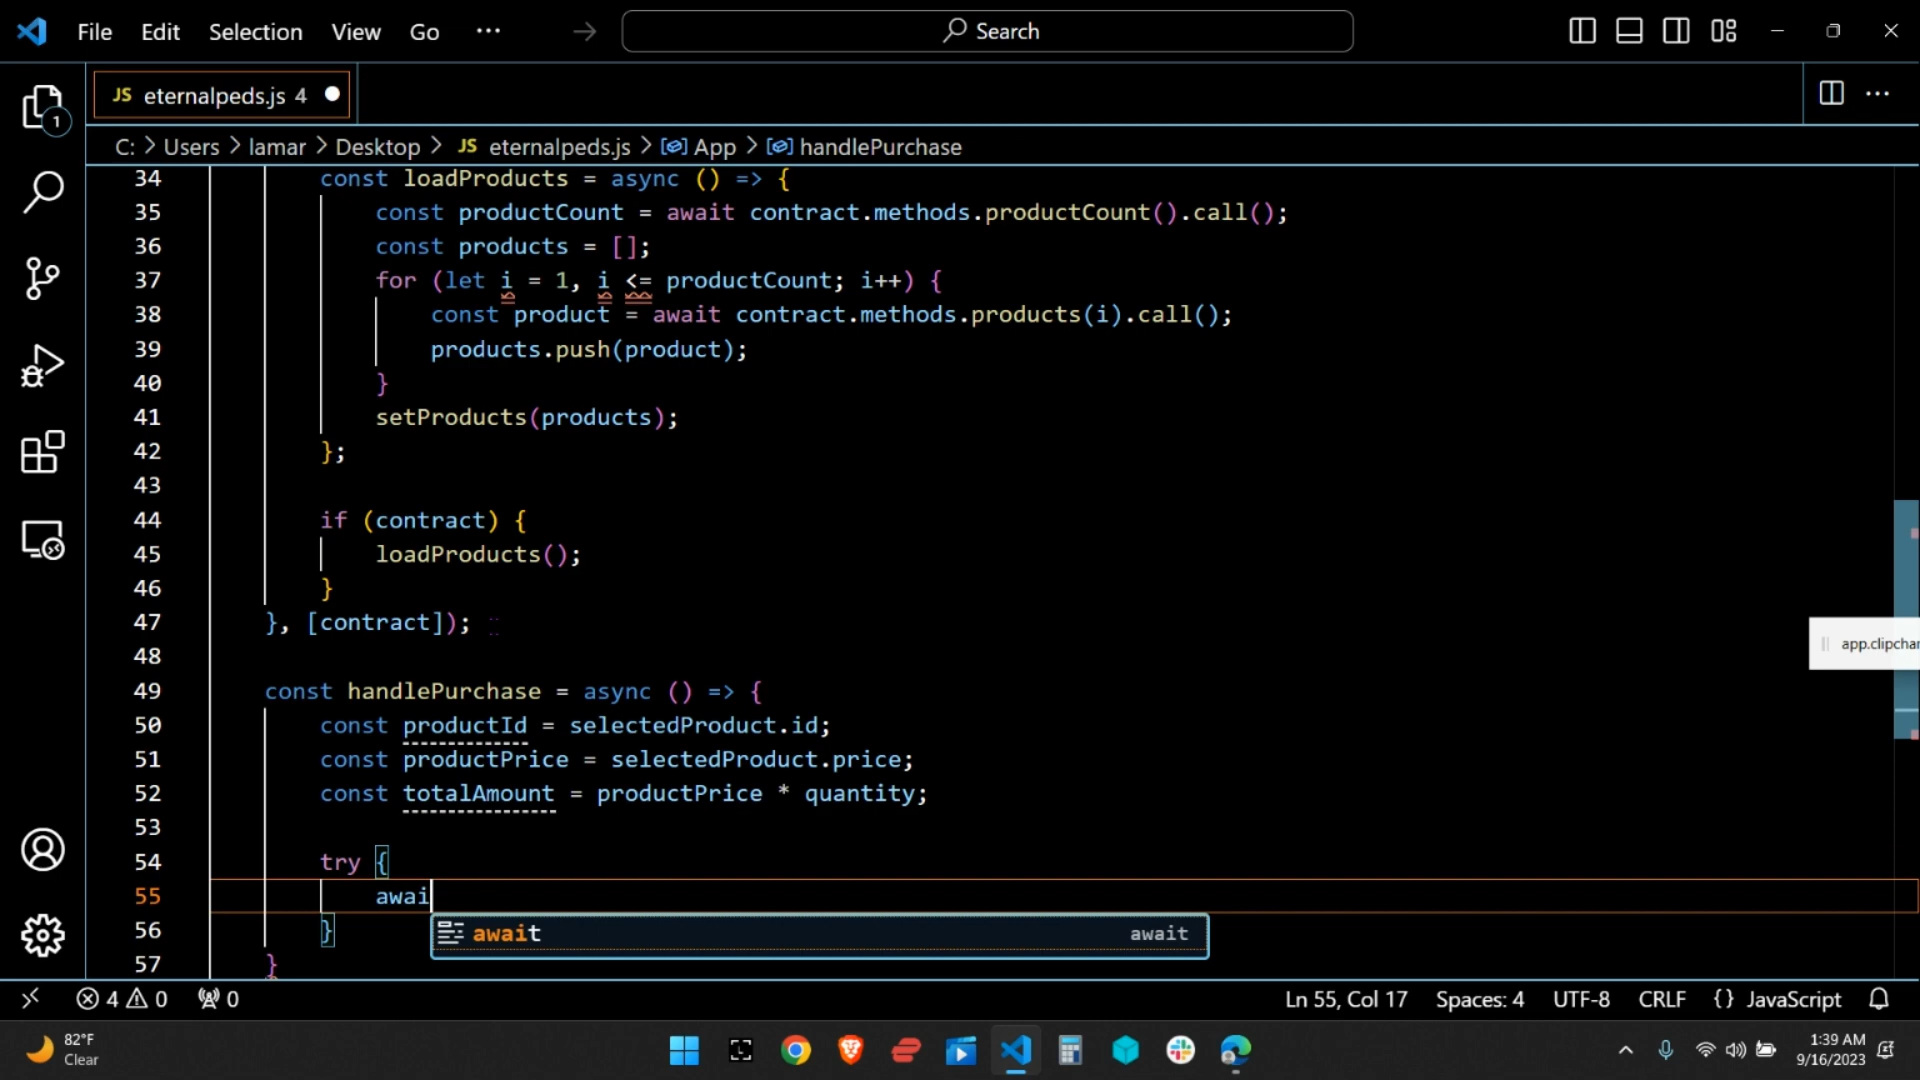 File Edit Selection View Go ··· Search
JS eternalpeds.js 4
1
C: > Users > lamar > Desktop > JS eternalpeds.js > App > handlePurchase
34 const loadProducts = async () => {
35 const productCount = await contract.methods.productCount().call();
36 const products = [];
37 for (let i = 1, i <= productCount; i++) {
38 const product = await contract.methods.products(i).call();
39 products.push(product);
40 }
41 setProducts(products);
42 };
43
44 if (contract) {
45 loadProducts();
46 }
47 }, [contract]);
48
49 const handlePurchase = async () => {
50 const productId = selectedProduct.id;
51 const productPrice = selectedProduct.price;
52 const totalAmount = productPrice * quantity;
53
54 try {
55 awai
56 }
await await
57 }
app.clipchar
4 0 0 Ln 55, Col 17 Spaces: 4 UTF-8 CRLF {} JavaScript
82°F
Clear
1:39 AM
9/16/2023